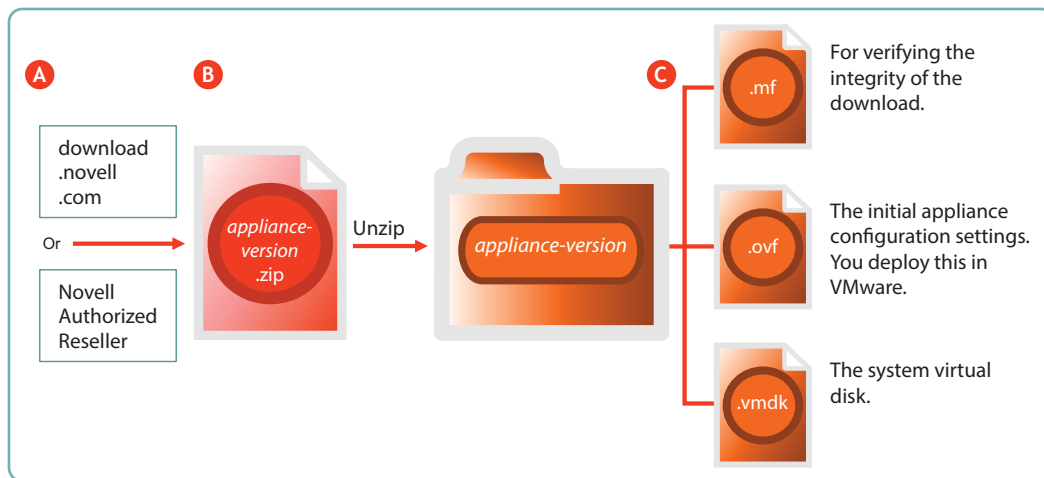 A
download
.novell
.com
Or
Novell
Authorized
Reseller
B
appliance-
version
.zip
Unzip
appliance-version
C
.mf
For verifying the
integrity of the
download.
.ovf
The initial appliance
configuration settings.
You deploy this in
VMware.
.vmdk
The system virtual
disk.